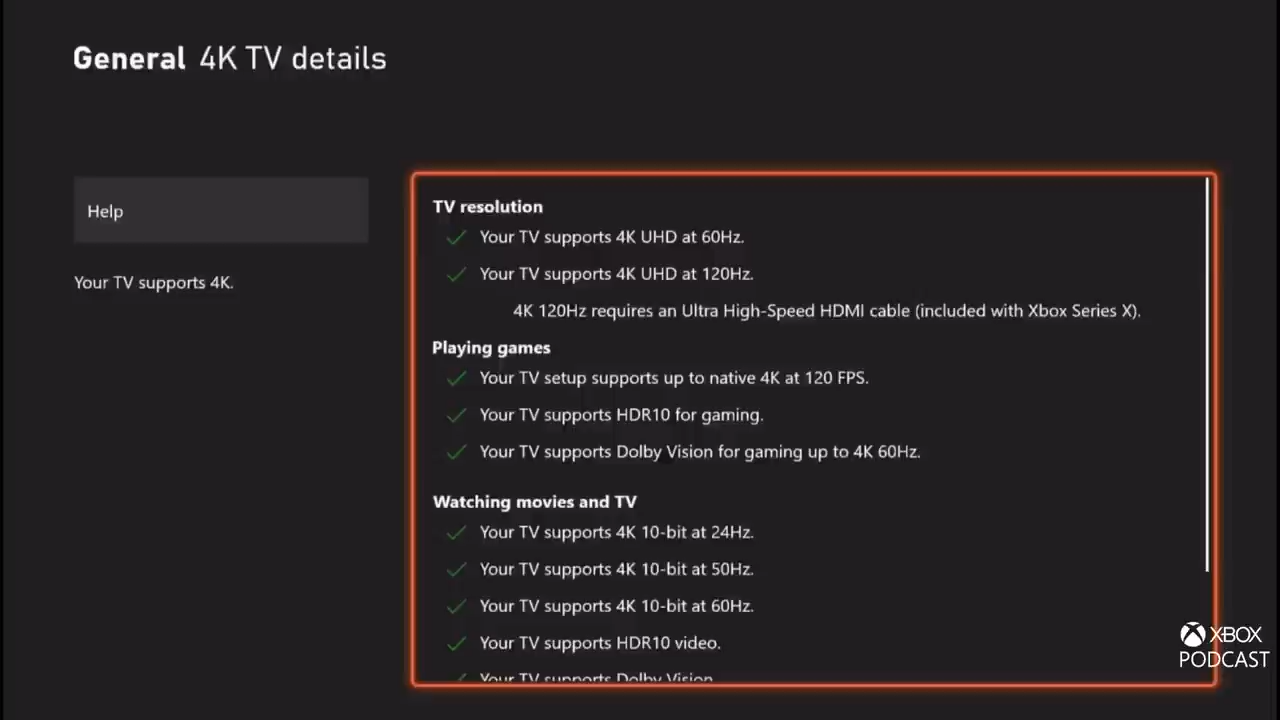 General 4K TV details
Help
Your TV supports 4K.
TV resolution
Your TV supports 4K UHD at 60Hz.
Your TV supports 4K UHD at 120Hz.
4K 120Hz requires an Ultra High-Speed HDMI cable (included with Xbox Series X).
Playing games
Your TV setup supports up to native 4K at 120 FPS.
Your TV supports HDR10 for gaming.
Your TV supports Dolby Vision for gaming up to 4K 60Hz.
Watching movies and TV
Your TV supports 4K 10-bit at 24Hz.
Your TV supports 4K 10-bit at 50Hz.
Your TV supports 4K 10-bit at 60Hz.
Your TV supports HDR10 video.
Your TV supports Dolby Vision
XBOX
PODCAST